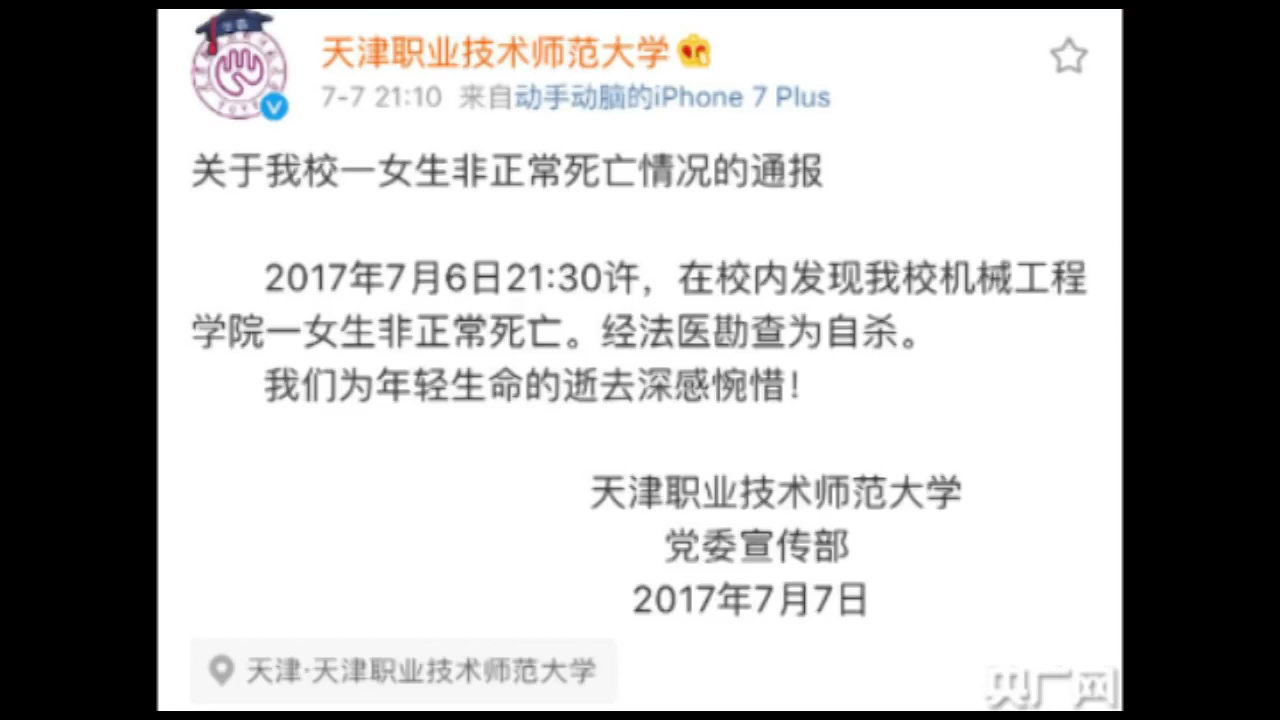 天津职业技术师范大学
7-7 21:10 来自动手动脑的iPhone 7 Plus
关于我校一女生非正常死亡情况的通报
2017年7月6日21:30许，在校内发现我校机械工程
学院一女生非正常死亡。经法医勘查为自杀。
我们为年轻生命的逝去深感惋惜！
天津职业技术师范大学
党委宣传部
2017年7月7日
天津·天津职业技术师范大学
央广网